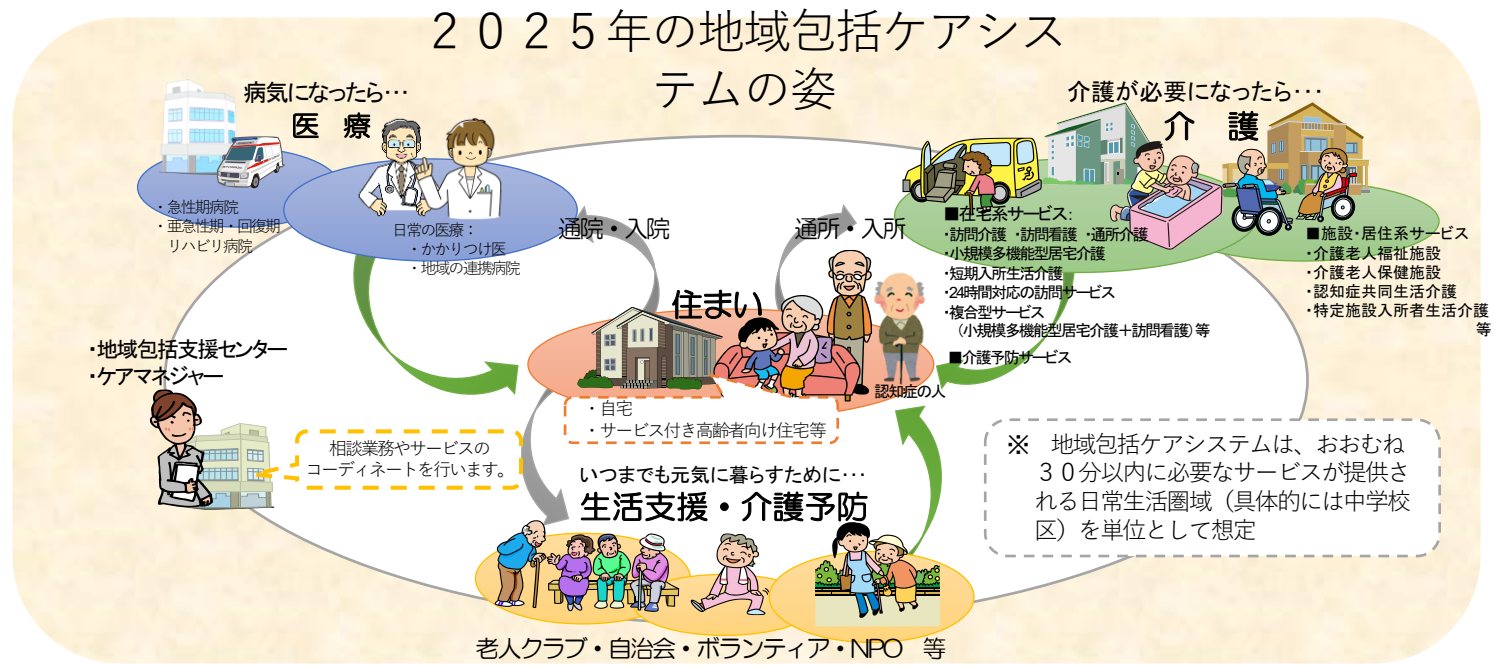 ２０２５年の地域包括ケアシス
テムの姿
病気になったら･･･
医　療
・急性期病院
・亜急性期・回復期
リハビリ病院
日常の医療：
・かかりつけ医
・地域の連携病院
通院・入院
通所・入所
介護が必要になったら･･･
介　護
■在宅系サービス：
・訪問介護　・訪問看護　・通所介護
・小規模多機能型居宅介護
・短期入所生活介護
・24時間対応の訪問サービス
・複合型サービス
（小規模多機能型居宅介護＋訪問看護）等
■介護予防サービス
■施設・居住系サービス
・介護老人福祉施設
・介護老人保健施設
・認知症共同生活介護
・特定施設入所者生活介護
等
住まい
認知症の人
・自宅
・サービス付き高齢者向け住宅等
・地域包括支援センター
・ケアマネジャー
相談業務やサービスの
コーディネートを行います。
いつまでも元気に暮らすために･･･
生活支援・介護予防
老人クラブ・自治会・ボランティア・NPO　等
※　地域包括ケアシステムは、おおむね
３０分以内に必要なサービスが提供さ
れる日常生活圏域（具体的には中学校
区）を単位として想定